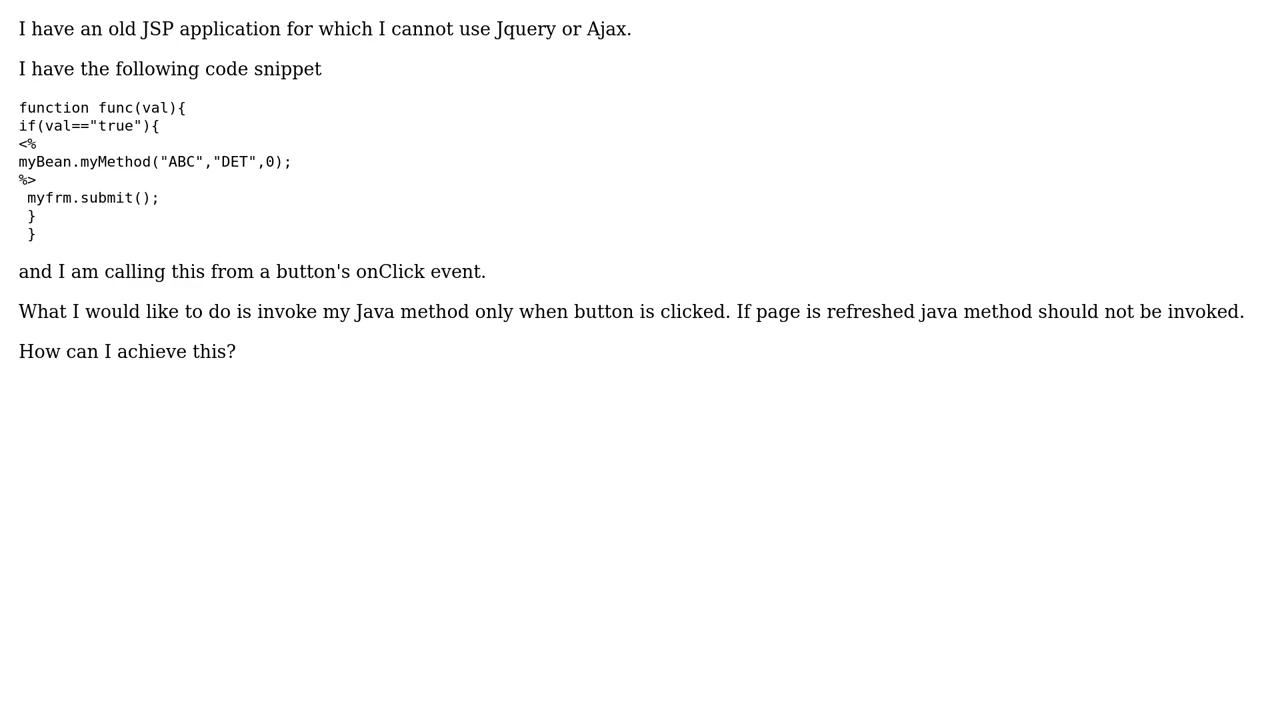 I have an old JSP application for which I cannot use Jquery or Ajax.
I have the following code snippet
function func(val){
if(val=="true"){
<%
myBean.myMethod("ABC","DET",0);
%>
myfrm.submit();
}
}
and I am calling this from a button's onClick event.
What I would like to do is invoke my Java method only when button is clicked. If page is refreshed java method should not be invoked.
How can I achieve this?